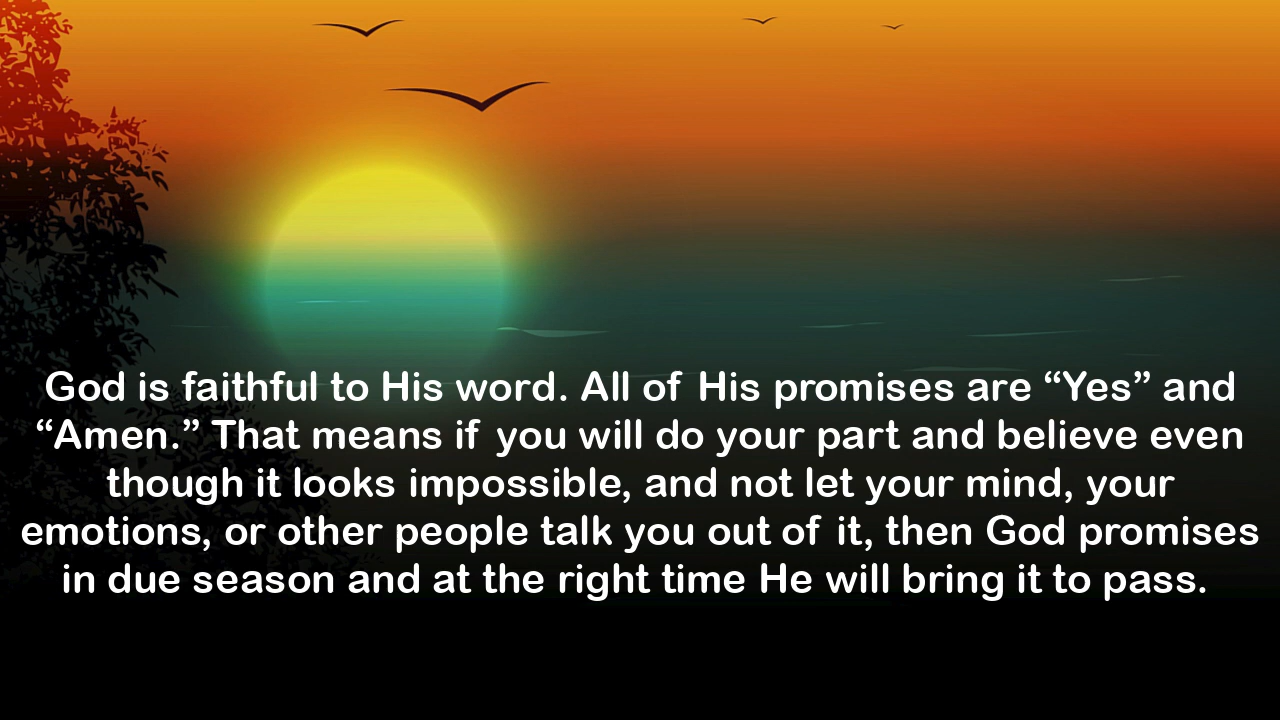 God is faithful to His word. All of His promises are “Yes” and
“Amen.” That means if you will do your part and believe even
though it looks impossible, and not let your mind, your
emotions, or other people talk you out of it, then God promises
in due season and at the right time He will bring it to pass.